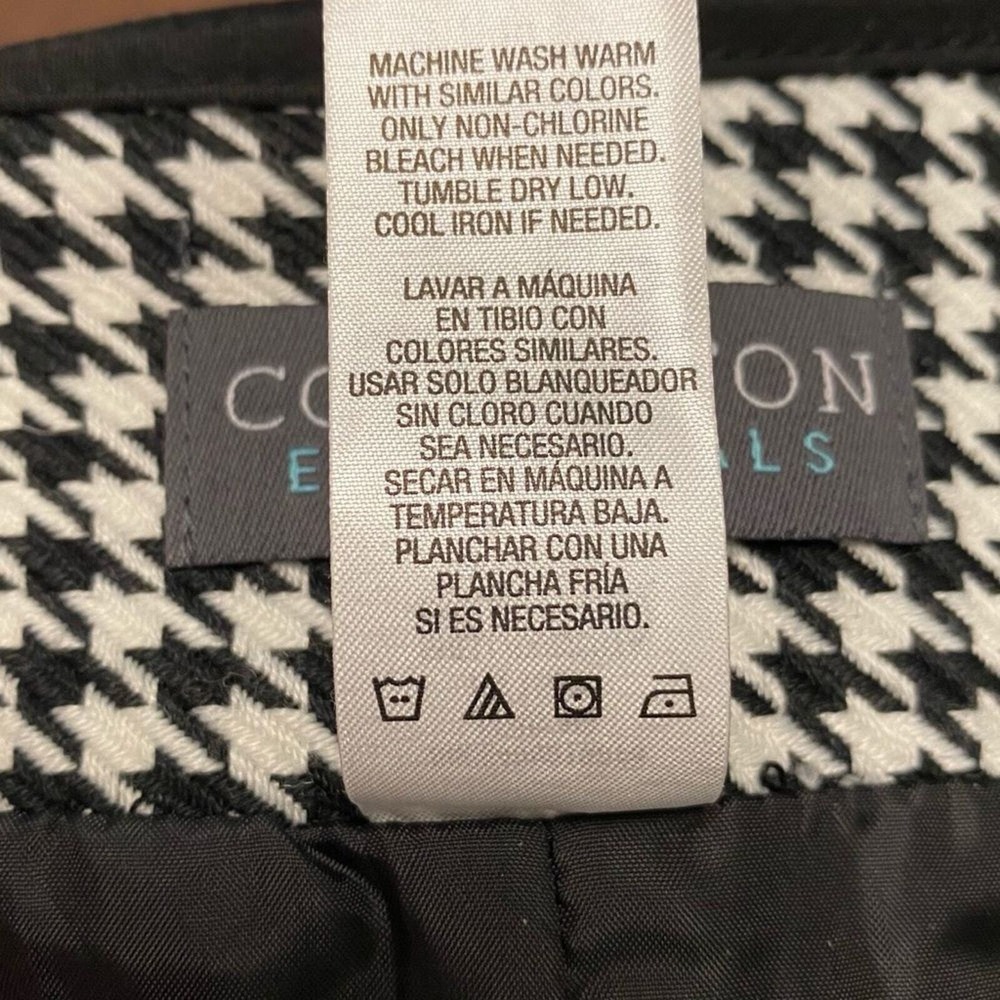 MACHINE WASH WARM
WITH SIMILAR COLORS.
ONLY NON-CHLORINE
BLEACH WHEN NEEDED.
TUMBLE DRY LOW.
COOL IRON IF NEEDED.
LAVAR A MÁQUINA
EN TIBIO CON
COLORES SIMILARES.
USAR SOLO BLANQUEADOR
SIN CLORO CUANDO
SEA NECESARIO.
SECAR EN MÁQUINA A
TEMPERATURA BAJA.
PLANCHAR CON UNA
PLANCHA FRÍA
SI ES NECESARIO.